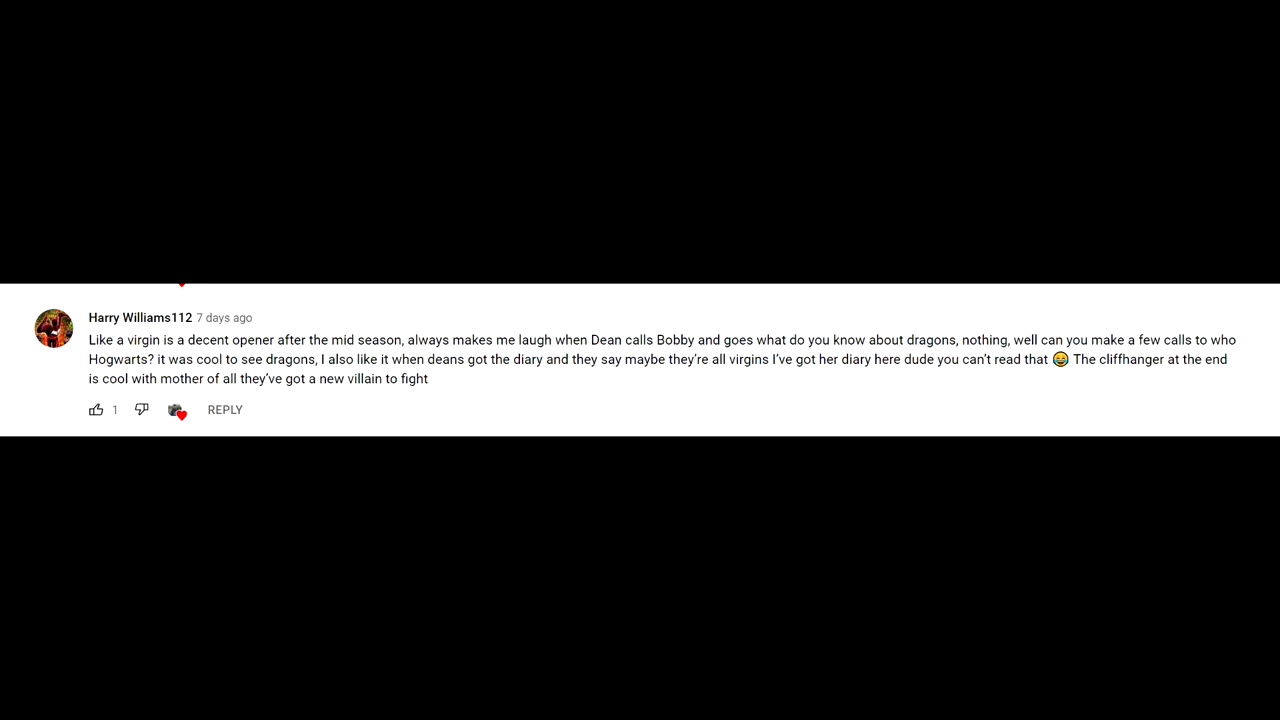 Harry Williams112 7 days ago
Like a virgin is a decent opener after the mid season, always makes me laugh when Dean calls Bobby and goes what do you know about dragons, nothing, well can you make a few calls to who
Hogwarts? it was cool to see dragons, I also like it when deans got the diary and they say maybe they're all virgins I've got her diary here dude you can't read that 😂 The cliffhanger at the end
is cool with mother of all they've got a new villain to fight
1 REPLY